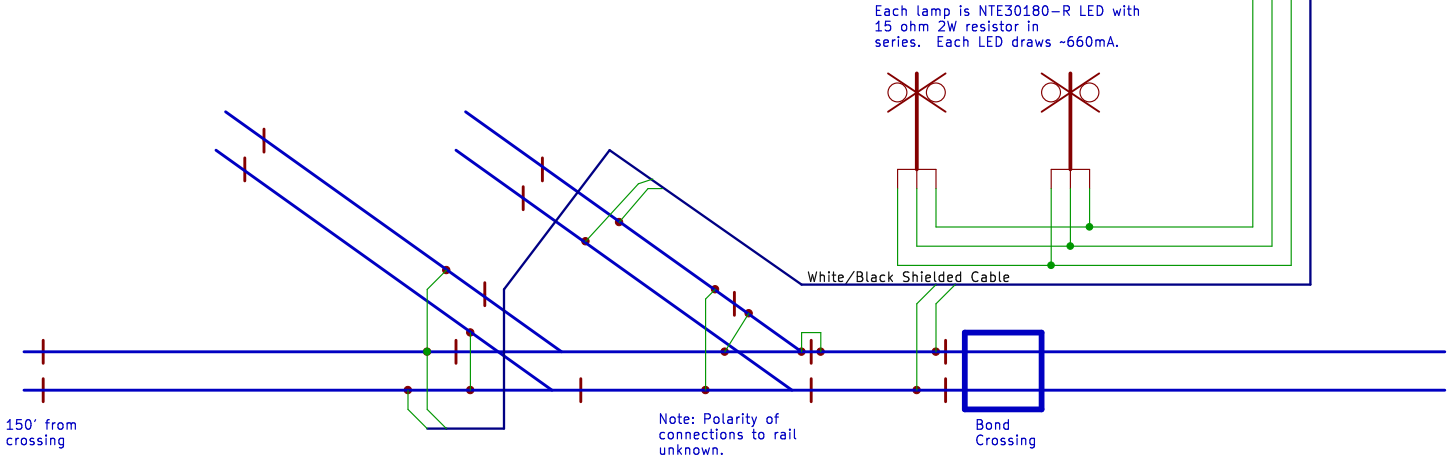 Each lamp is NTE30180-R LED with
15 ohm 2W resistor in
series.  Each LED draws ~660mA.
White/Black Shielded Cable
150' from
crossing
Note: Polarity of
connections to rail
unknown.
Bond
Crossing